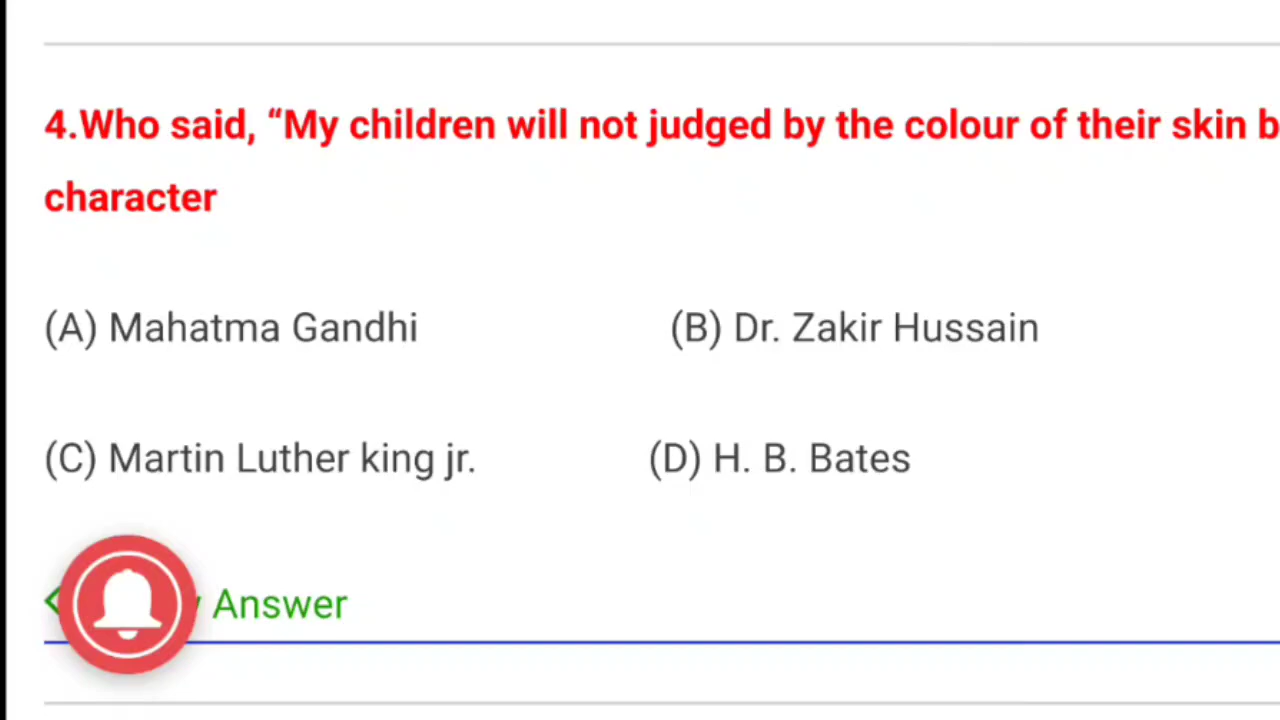 4.Who said, “My children will not judged by the colour of their skin
character
(A) Mahatma Gandhi (B) Dr. Zakir Hussain
(C) Martin Luther king jr. (D) H. B. Bates
Answer